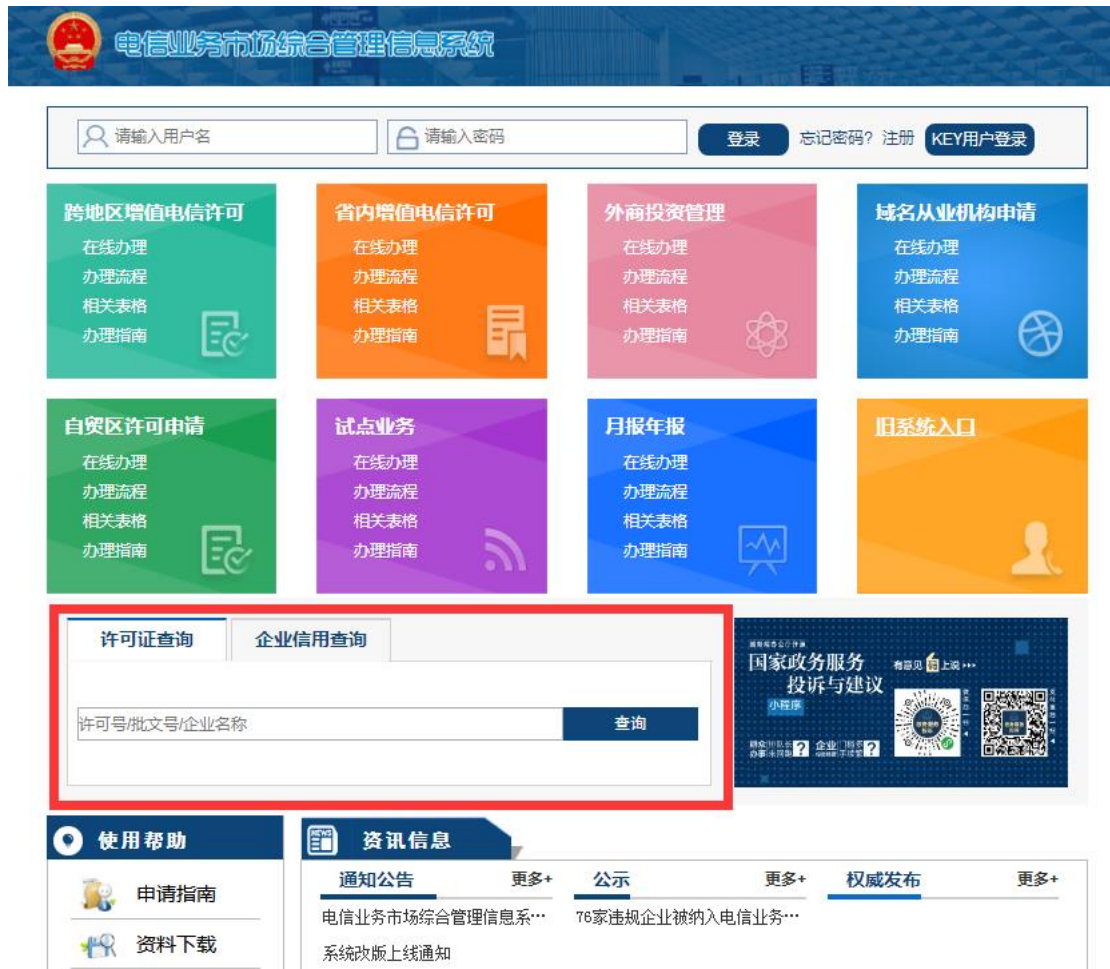 电信业务市场综合管理信息系统
请输入用户名
请输入密码
登录
忘记密码? 注册
KEY用户登录
跨地区增值电信许可
在线办理
办理流程
相关表格
办理指南
省内增值电信许可
在线办理
办理流程
相关表格
办理指南
外商投资管理
在线办理
办理流程
相关表格
办理指南
域名从业机构申请
在线办理
办理流程
相关表格
办理指南
自贸区许可申请
在线办理
办理流程
相关表格
办理指南
试点业务
在线办理
办理流程
相关表格
办理指南
月报年报
在线办理
办理流程
相关表格
办理指南
旧系统入口
许可证查询
企业信用查询
许可号/批文号/企业名称
查询
国家政务服务
投诉与建议
小程序
有意见 上说
使用帮助
申请指南
资料下载
NEWS
资讯信息
通知公告 更多+
电信业务市场综合管理信息系…
系统改版上线通知
公示 更多+
76家违规企业被纳入电信业务…
权威发布 更多+